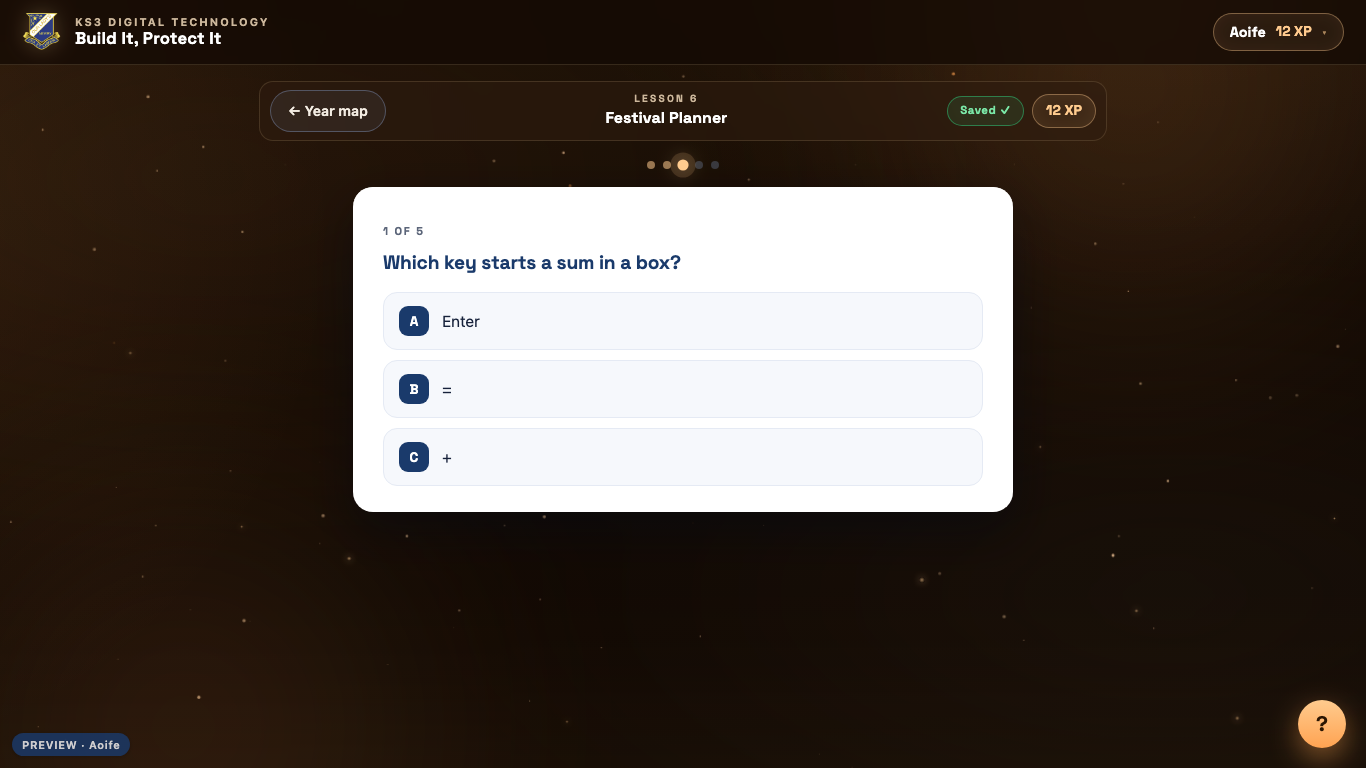 KS3 DIGITAL TECHNOLOGY
Build It, Protect It
Aoife 12 XP
← Year map
LESSON 6
Festival Planner
Saved ✓
12 XP
1 OF 5
Which key starts a sum in a box?
A Enter
B =
C +
PREVIEW · Aoife
?